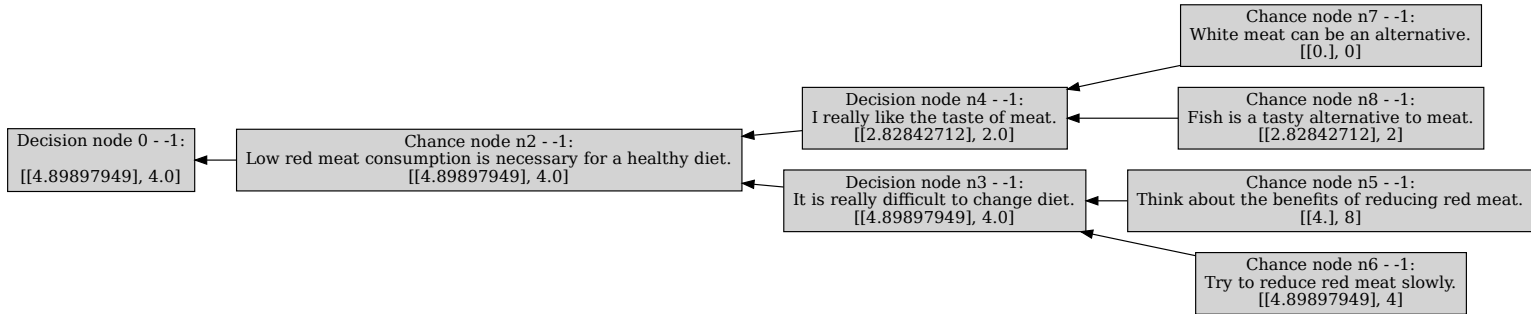 Decision node 0 - -1:
[[4.89897949], 4.0]
Chance node n2 - -1:
Low red meat consumption is necessary for a healthy diet.
[[4.89897949], 4.0]
Decision node n4 - -1:
I really like the taste of meat.
[[2.82842712], 2.0]
Decision node n3 - -1:
It is really difficult to change diet.
[[4.89897949], 4.0]
Chance node n7 - -1:
White meat can be an alternative.
[[0.], 0]
Chance node n8 - -1:
Fish is a tasty alternative to meat.
[[2.82842712], 2]
Chance node n5 - -1:
Think about the benefits of reducing red meat.
[[4.], 8]
Chance node n6 - -1:
Try to reduce red meat slowly.
[[4.89897949], 4]